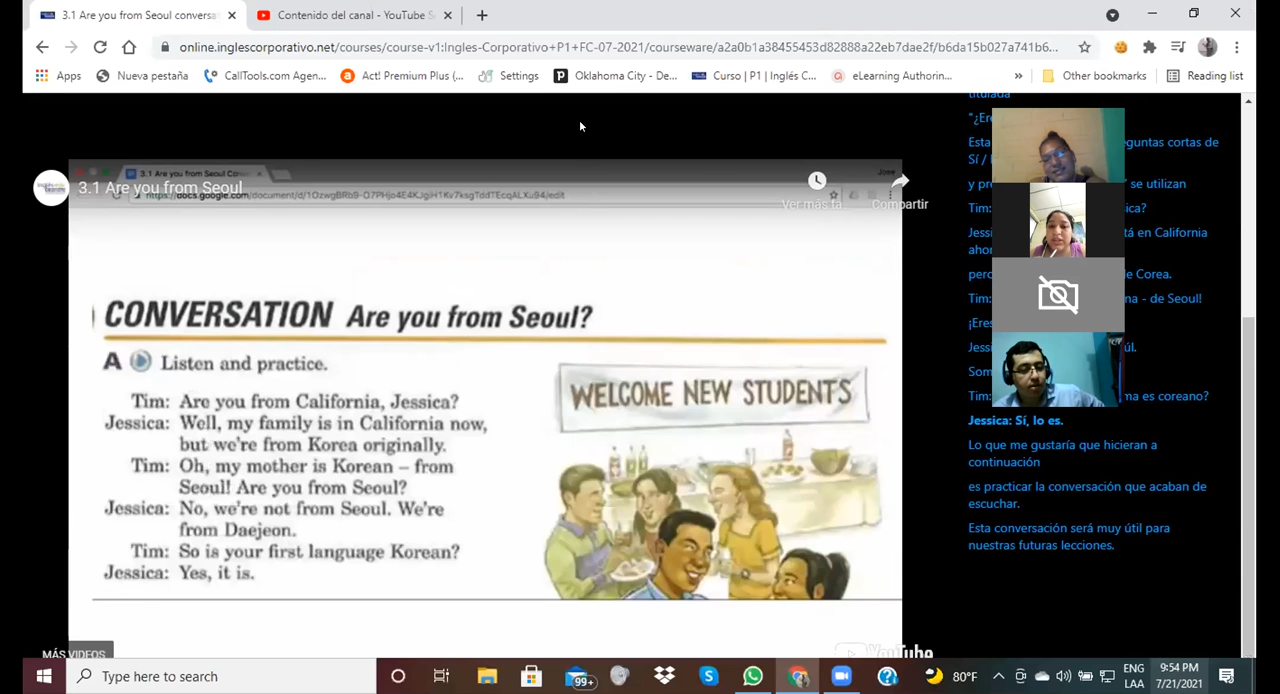 3.1 Are you from Seoul conversa
Contenido del canal - YouTube S
online.inglescorporativo.net/courses/course-v1:Ingles-Corporativo+P1+FC-07-2021/courseware/a2a0b1a38455453d82888a22eb7dae2f/b6da15b027a741b6...
Apps
Nueva pestaña
CallTools.com Agen...
Act! Premium Plus (...
Settings
Oklahoma City - De...
Curso | P1 | Inglés C...
eLearning Authorin...
»
Other bookmarks
Reading list
3.1 Are you from Seoul
Ver más ta
Compartir
CONVERSATION Are you from Seoul?
A Listen and practice.
Tim: Are you from California, Jessica?
Jessica: Well, my family is in California now,
but we're from Korea originally.
Tim: Oh, my mother is Korean – from
Seoul! Are you from Seoul?
Jessica: No, we're not from Seoul. We're
from Daejeon.
Tim: So is your first language Korean?
Jessica: Yes, it is.
WELCOME NEW STUDENTS
MÁS VIDEOS
YouTube
titulada
"¿Ere
Esta eguntas cortas de
Sí /
y pre se utilizan
Tim: sica?
Jessi tá en California
ahor
pero de Corea.
Tim: na - de Seoul!
¡Eres
Jessi úl.
Som
Tim: ma es coreano?
Jessica: Sí, lo es.
Lo que me gustaría que hicieran a
continuación
es practicar la conversación que acaban de
escuchar.
Esta conversación será muy útil para
nuestras futuras lecciones.
Type here to search
99+
80°F
ENG
LAA
9:54 PM
7/21/2021